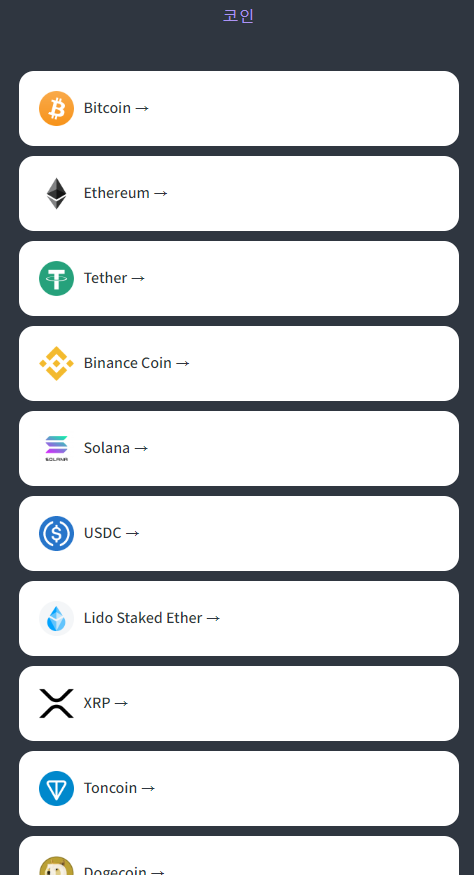 코인
Bitcoin →
Ethereum →
Tether →
Binance Coin →
Solana →
SOLANA
USDC →
Lido Staked Ether →
XRP →
Toncoin →
Dogecoin →